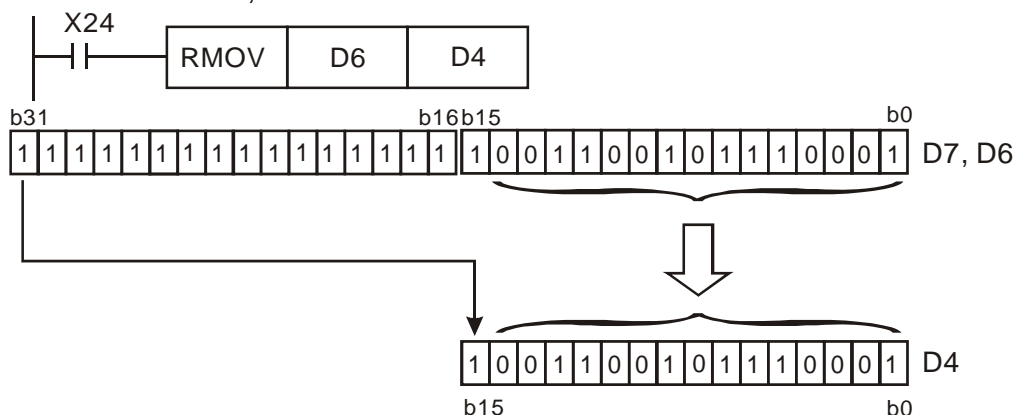 X24
RMOV D6 D4
b31 b16 b15 b0
1 1 1 1 1 1 1 1 1 1 1 1 1 1 1 1 1 0 0 1 1 0 0 1 0 1 1 1 0 0 0 1 D7, D6
1 0 0 1 1 0 0 1 0 1 1 1 0 0 0 1 D4
b15 b0